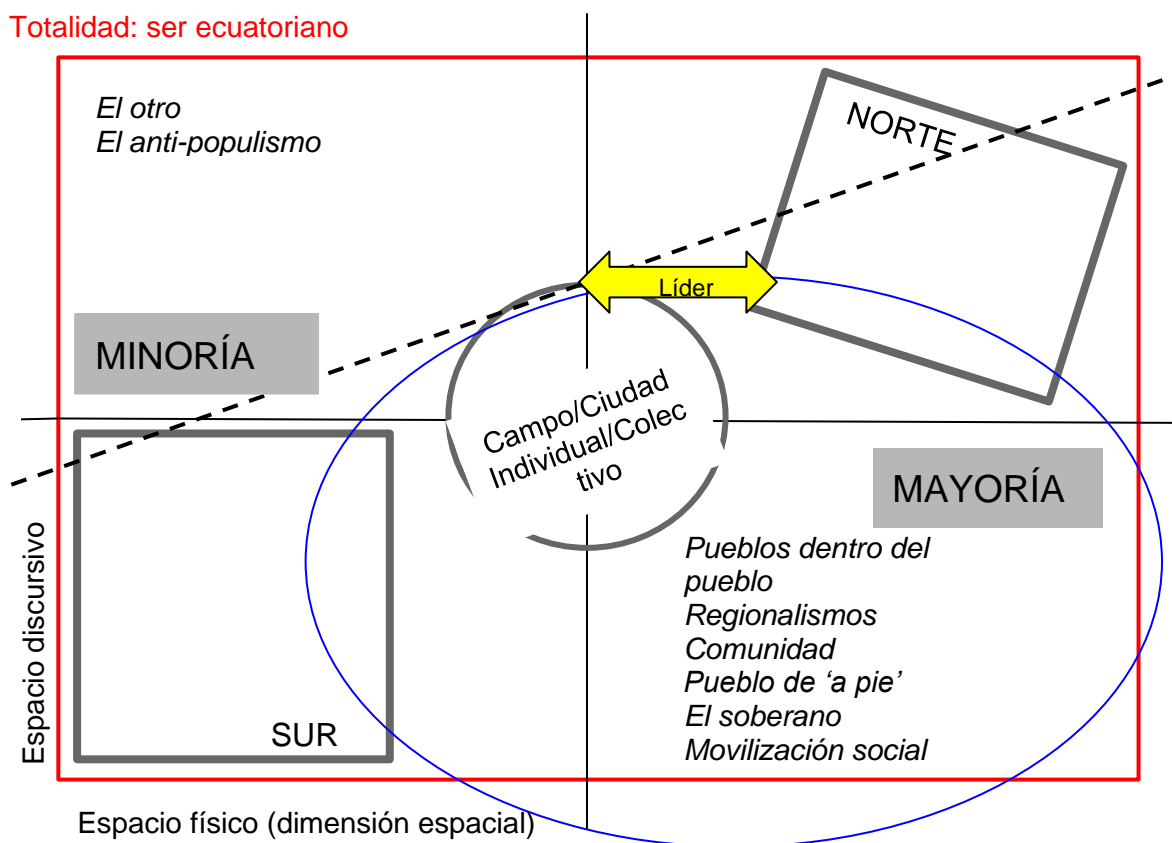 Totalidad: ser ecuatoriano
El otro
El anti-populismo
NORTE
Líder
MINORÍA
Campo/Ciudad
Individual/Colec
tivo
MAYORÍA
Pueblos dentro del
pueblo
Regionalismos
Comunidad
Pueblo de ‘a pie’
El soberano
Movilización social
SUR
Espacio discursivo
Espacio físico (dimensión espacial)